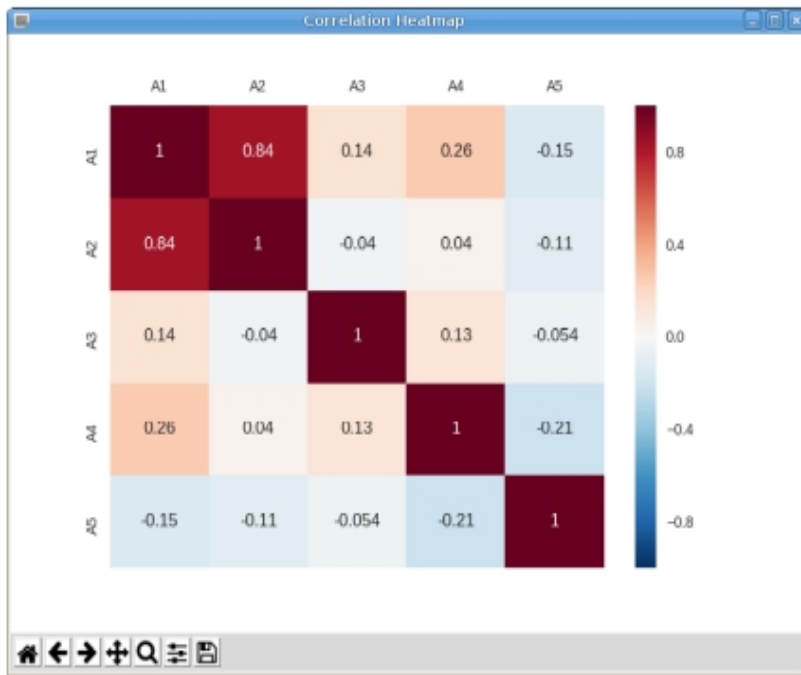 Correlation Heatmap
A1 A2 A3 A4 A5
A1 1 0.84 0.14 0.26 -0.15 0.8
A2 0.84 1 -0.04 0.04 -0.11 0.4
A3 0.14 -0.04 1 0.13 -0.054 0.0
A4 0.26 0.04 0.13 1 -0.21 −0.4
A5 -0.15 -0.11 -0.054 -0.21 1 −0.8